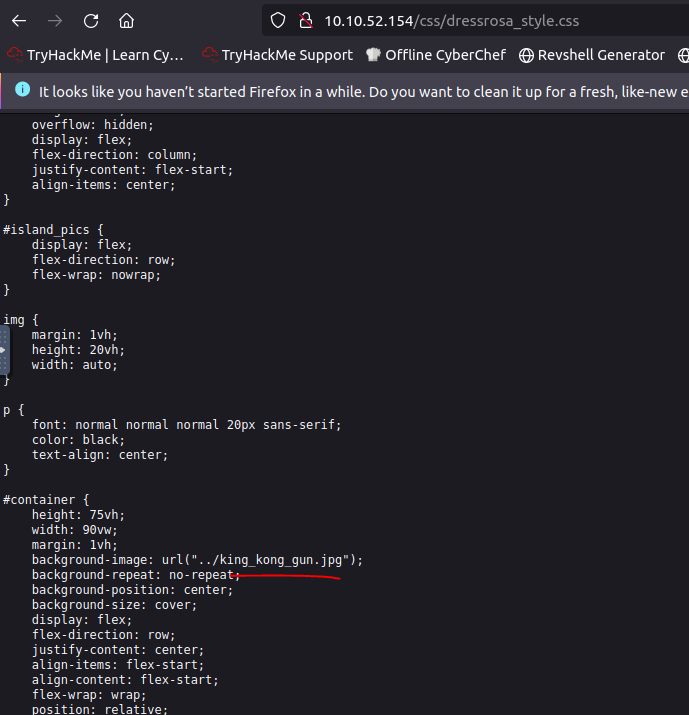 10.10.52.154/css/dressrosa_style.css
TryHackMe | Learn Cy… TryHackMe Support Offline CyberChef Revshell Generator
It looks like you haven’t started Firefox in a while. Do you want to clean it up for a fresh, like-new e
overflow: hidden;
display: flex;
flex-direction: column;
justify-content: flex-start;
align-items: center;
}
#island_pics {
display: flex;
flex-direction: row;
flex-wrap: nowrap;
}
img {
margin: 1vh;
height: 20vh;
width: auto;
}
p {
font: normal normal normal 20px sans-serif;
color: black;
text-align: center;
}
#container {
height: 75vh;
width: 90vw;
margin: 1vh;
background-image: url("../king_kong_gun.jpg");
background-repeat: no-repeat;
background-position: center;
background-size: cover;
display: flex;
flex-direction: row;
justify-content: center;
align-items: flex-start;
align-content: flex-start;
flex-wrap: wrap;
position: relative;